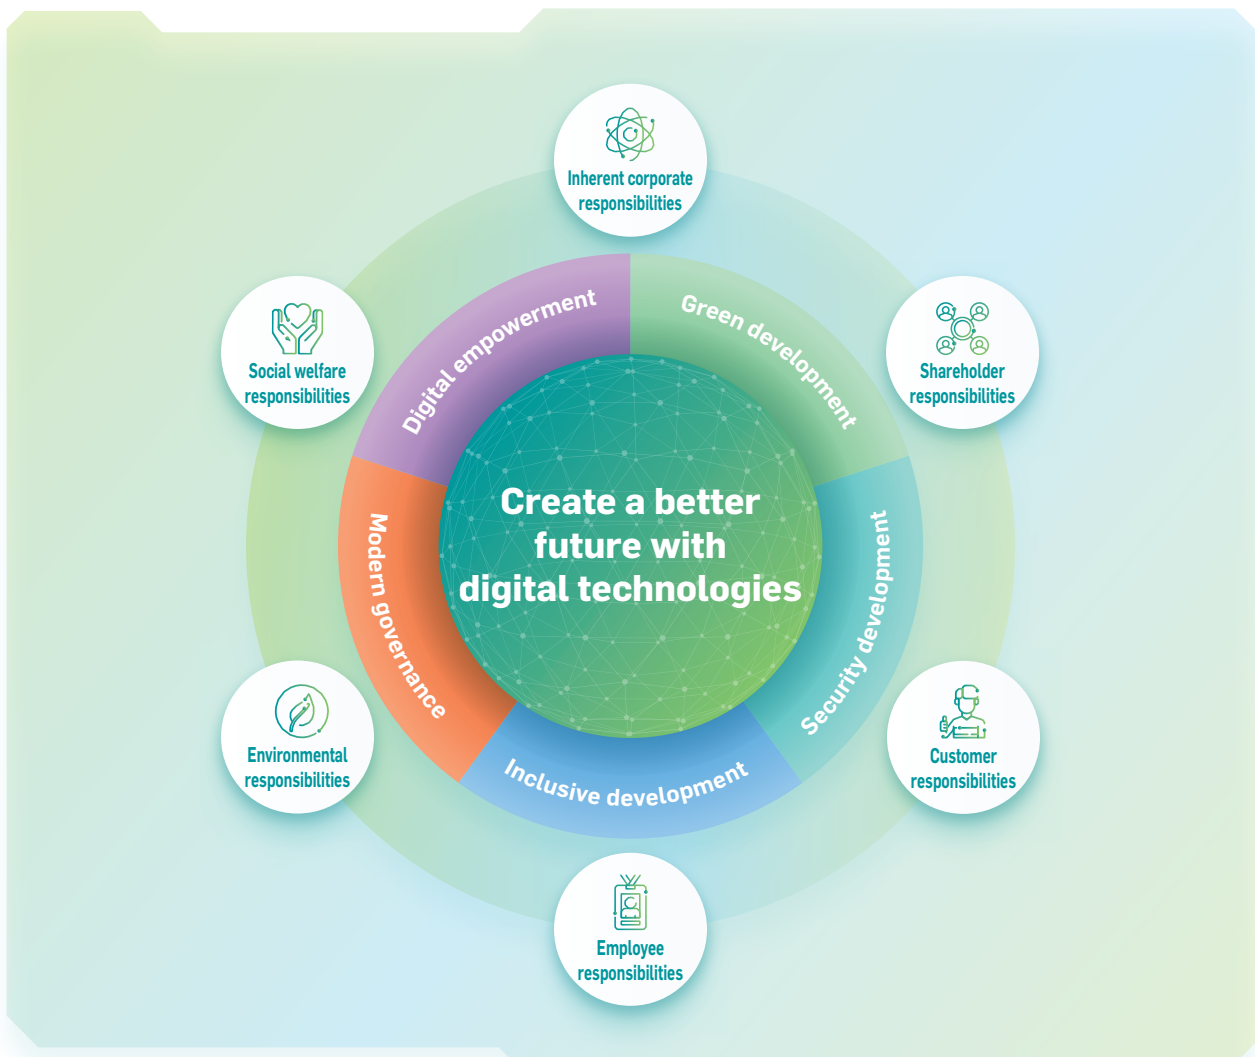 Inherent corporate
responsibilities
Social welfare
responsibilities
Shareholder
responsibilities
Digital empowerment
Green development
Create a better
future with
digital technologies
Modern governance
Security development
Inclusive development
Environmental
responsibilities
Customer
responsibilities
Employee
responsibilities